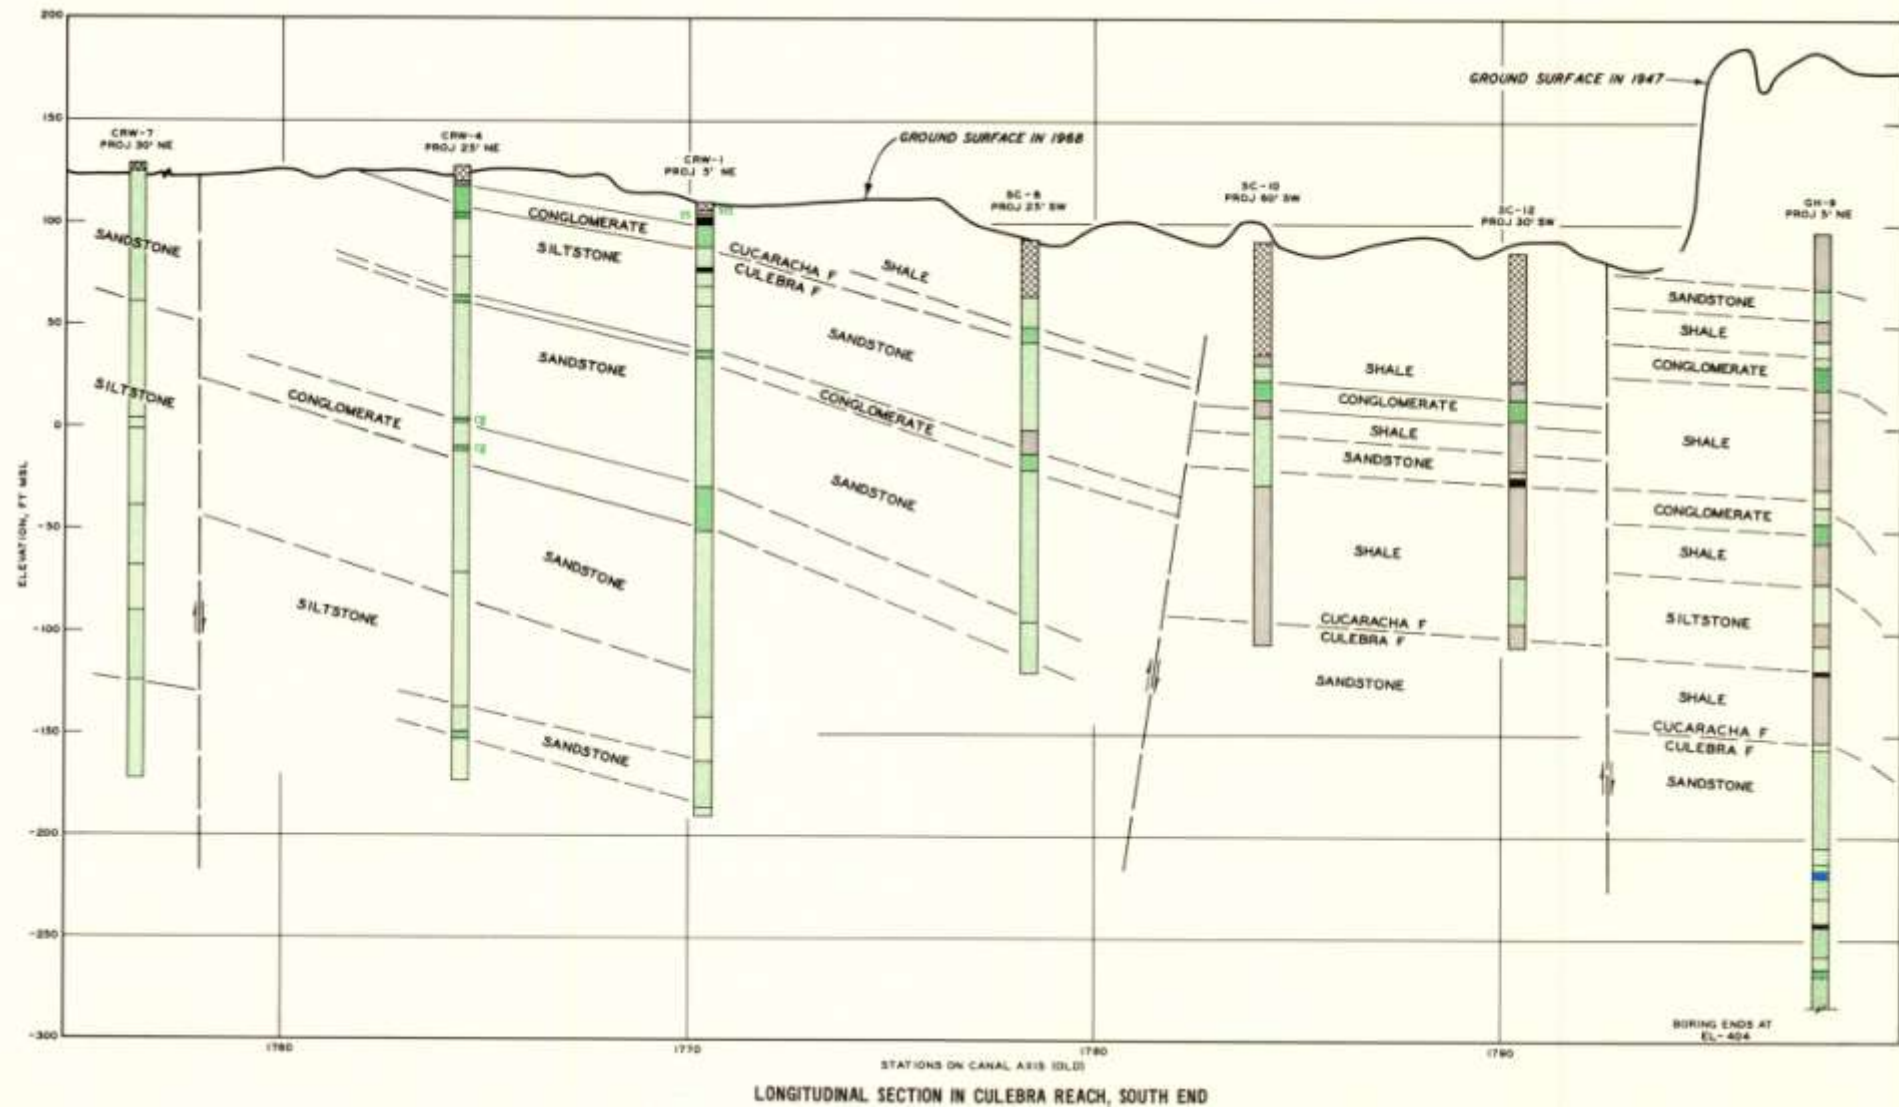 200
150
100
50
0
-50
-100
-150
-200
-250
-300
ELEVATION, FT MSL
CRW-7
PROJ 30' NE
CRW-4
PROJ 25' NE
CRW-1
PROJ 5' NE
GROUND SURFACE IN 1968
SC-8
PROJ 25' SW
SC-10
PROJ 60' SW
SC-12
PROJ 30' SW
GROUND SURFACE IN 1947
GH-9
PROJ 5' NE
SANDSTONE
SILTSTONE
CONGLOMERATE
SILTSTONE
CONGLOMERATE
SILTSTONE
SANDSTONE
SANDSTONE
SANDSTONE
CUCARACHA F
CULEBRA F
SHALE
SANDSTONE
CONGLOMERATE
SANDSTONE
SHALE
CONGLOMERATE
SHALE
SANDSTONE
SHALE
CUCARACHA F
CULEBRA F
SANDSTONE
SANDSTONE
SHALE
CONGLOMERATE
SHALE
CONGLOMERATE
SHALE
SILTSTONE
SHALE
CUCARACHA F
CULEBRA F
SANDSTONE
BORING ENDS AT
EL-404
1760
1770
1780
1790
STATIONS ON CANAL AXIS (OLD)
LONGITUDINAL SECTION IN CULEBRA REACH, SOUTH END